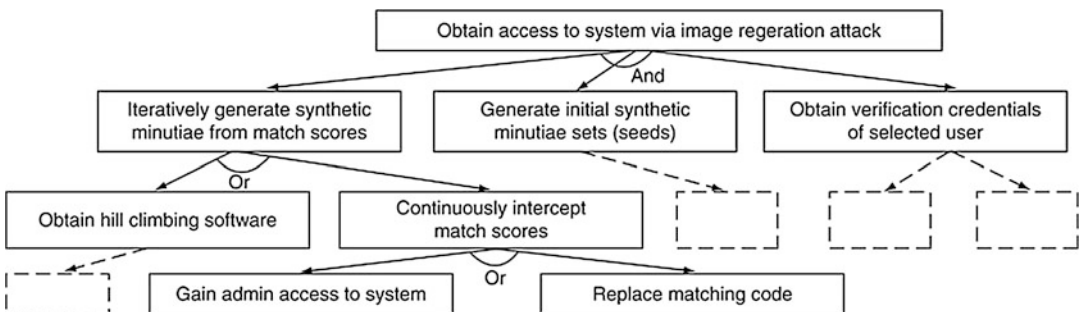 Obtain access to system via image regeration attack
And
Iteratively generate synthetic
minutiae from match scores
Generate initial synthetic
minutiae sets (seeds)
Obtain verification credentials
of selected user
Or
Obtain hill climbing software
Continuously intercept
match scores
Or
Gain admin access to system
Replace matching code